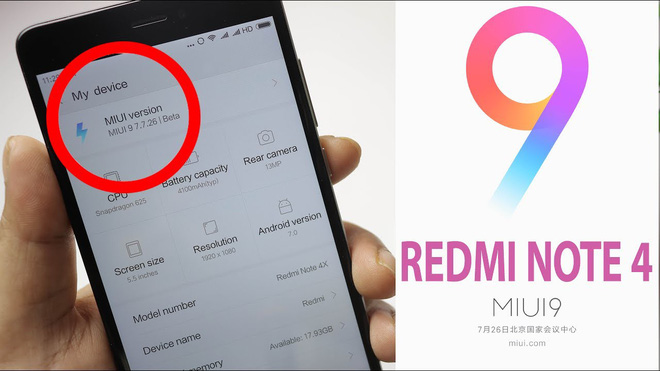 11:2
HD
My device
MIUI version
MIUI 9 7.7.26 | Beta
CPU
Snapdragon 625
Battery capacity
4100mAh(typ)
Rear camera
13MP
Screen size
5.5 inches
Resolution
1920 x 1080
Android version
7.0
Model number
Redmi Note 4X
Device name
Redmi
Available: 17.93GB
9
REDMI NOTE 4
MIUI9
7月26日北京国家会议中心
miui.com